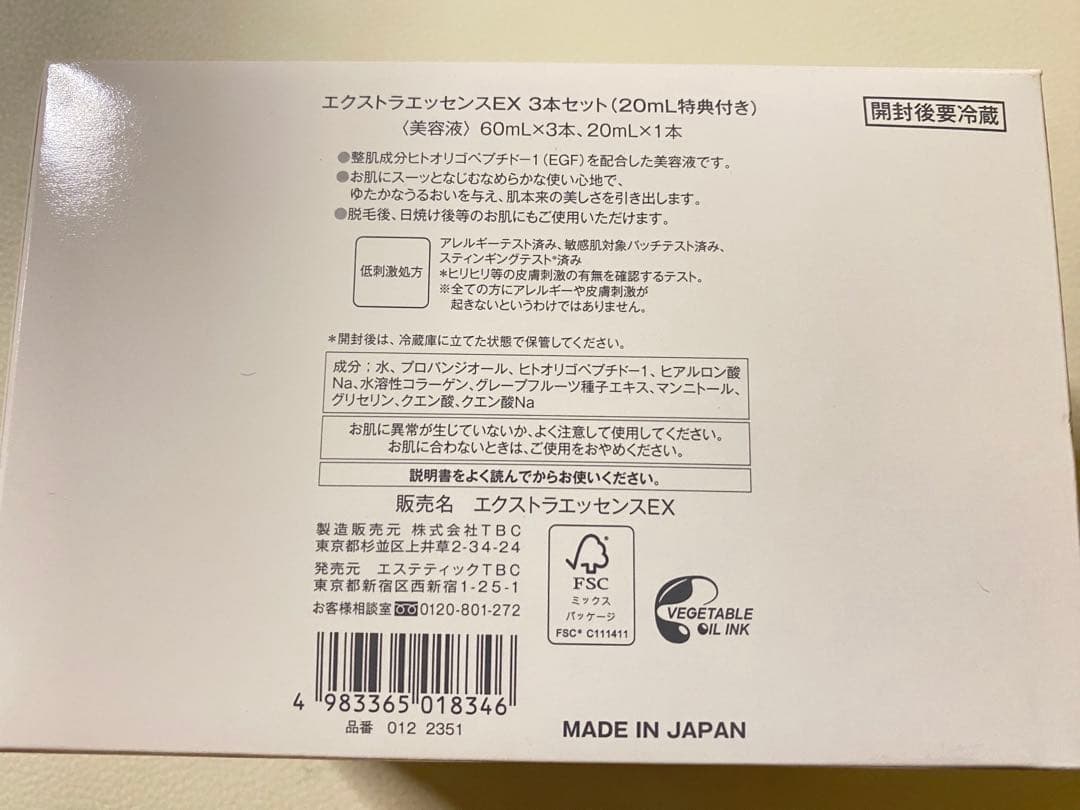 エクストラエッセンスEX 3本セット(20mL特典付き)
〈美容液〉 60mL×3本、20mL×1本
開封後要冷蔵
●整肌成分ヒトオリゴペプチド-1(EGF)を配合した美容液です。
●お肌にスーッとなじむなめらかな使い心地で、
ゆたかなうるおいを与え、肌本来の美しさを引き出します。
●脱毛後、日焼け後等のお肌にもご使用いただけます。
低刺激処方
アレルギーテスト済み、敏感肌対象パッチテスト済み、
スティンギングテスト*済み
*ヒリヒリ等の皮膚刺激の有無を確認するテスト。
※全ての方にアレルギーや皮膚刺激が
起きないというわけではありません。
*開封後は、冷蔵庫に立てた状態で保管してください。
成分:水、プロパンジオール、ヒトオリゴペプチド-1、ヒアルロン酸
Na、水溶性コラーゲン、グレープフルーツ種子エキス、マンニトール、
グリセリン、クエン酸、クエン酸Na
お肌に異常が生じていないか、よく注意して使用してください。
お肌に合わないときは、ご使用をおやめください。
説明書をよく読んでからお使いください。
販売名 エクストラエッセンスEX
製造販売元 株式会社TBC
東京都杉並区上井草2-34-24
発売元 エステティックTBC
東京都新宿区西新宿1-25-1
お客様相談室 0120-801-272
FSC
ミックス
パッケージ
FSC® C111411
VEGETABLE
OIL INK
4 983365 018346
品番 012 2351
MADE IN JAPAN